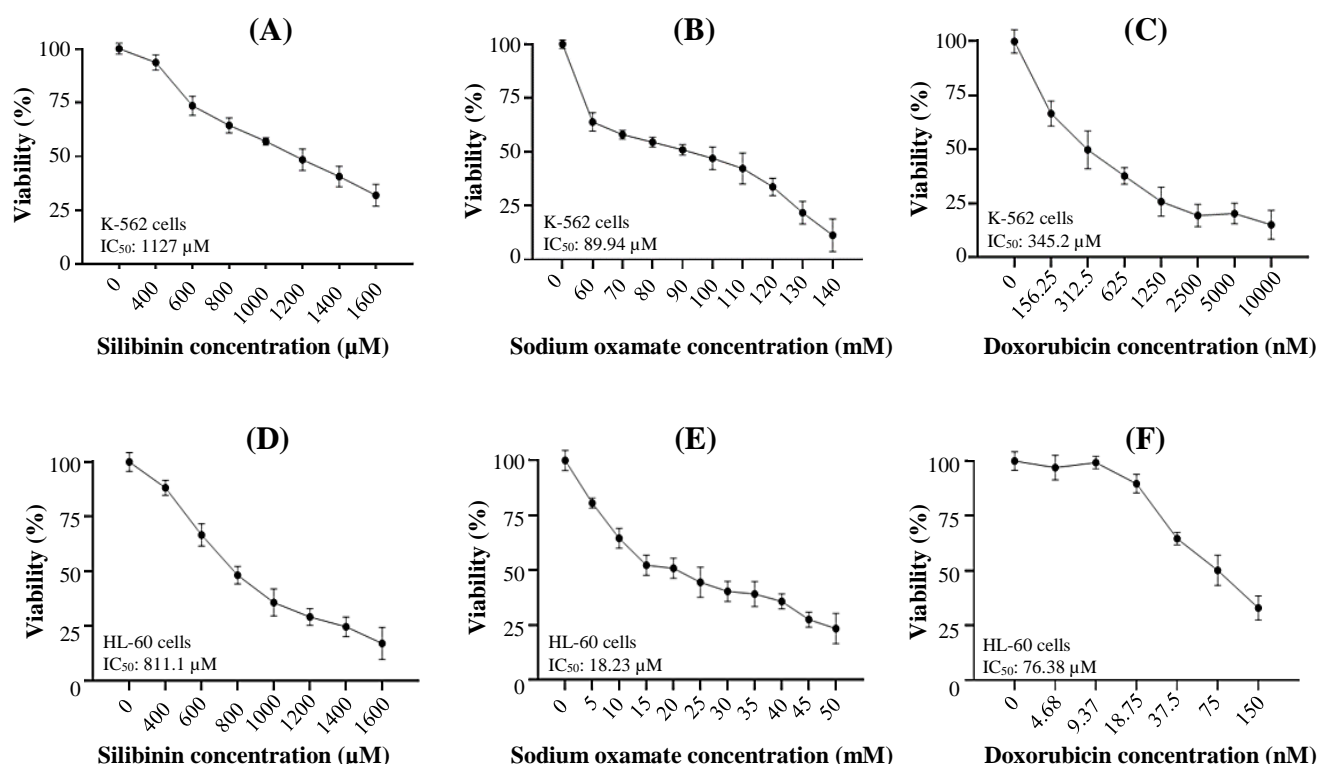 (A)
100
75
50
25
0
Viability (%)
K-562 cells
IC₅₀: 1127 µM
0 400 600 800 1000 1200 1400 1600
Silibinin concentration (µM)
(B)
100
75
50
25
0
Viability (%)
K-562 cells
IC₅₀: 89.94 µM
0 60 70 80 90 100 110 120 130 140
Sodium oxamate concentration (mM)
(C)
100
75
50
25
0
Viability (%)
K-562 cells
IC₅₀: 345.2 µM
0 156.25 312.5 625 1250 2500 5000 10000
Doxorubicin concentration (nM)
(D)
100
75
50
25
0
Viability (%)
HL-60 cells
IC₅₀: 811.1 µM
0 400 600 800 1000 1200 1400 1600
Silibinin concentration (µM)
(E)
100
75
50
25
0
Viability (%)
HL-60 cells
IC₅₀: 18.23 µM
0 5 10 15 20 25 30 35 40 45 50
Sodium oxamate concentration (mM)
(F)
100
75
50
25
0
Viability (%)
HL-60 cells
IC₅₀: 76.38 µM
0 4.68 9.37 18.75 37.5 75 150
Doxorubicin concentration (nM)